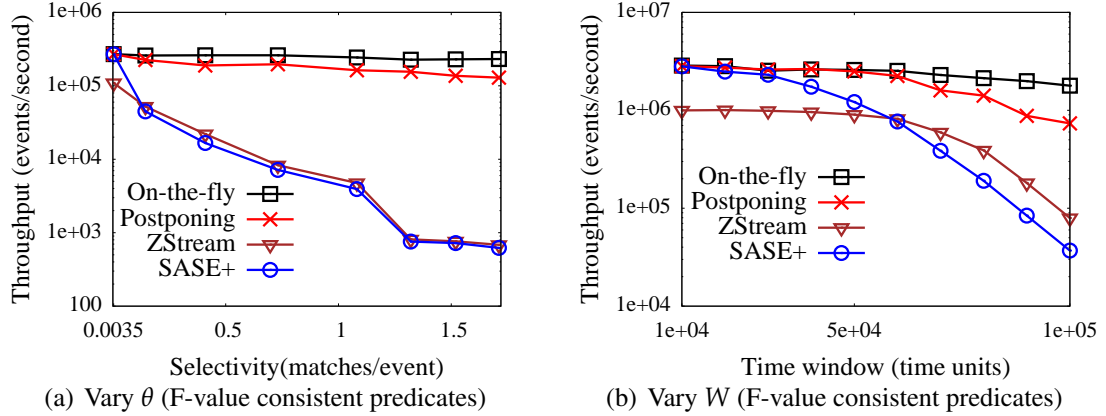 Throughput (events/second)
1e+06
1e+05
1e+04
1e+03
100
On-the-fly
Postponing
ZStream
SASE+
0.0035
0.5
1
1.5
Selectivity(matches/event)
(a) Vary θ (F-value consistent predicates)
Throughput (events/second)
1e+07
1e+06
1e+05
1e+04
On-the-fly
Postponing
ZStream
SASE+
1e+04
5e+04
1e+05
Time window (time units)
(b) Vary W (F-value consistent predicates)